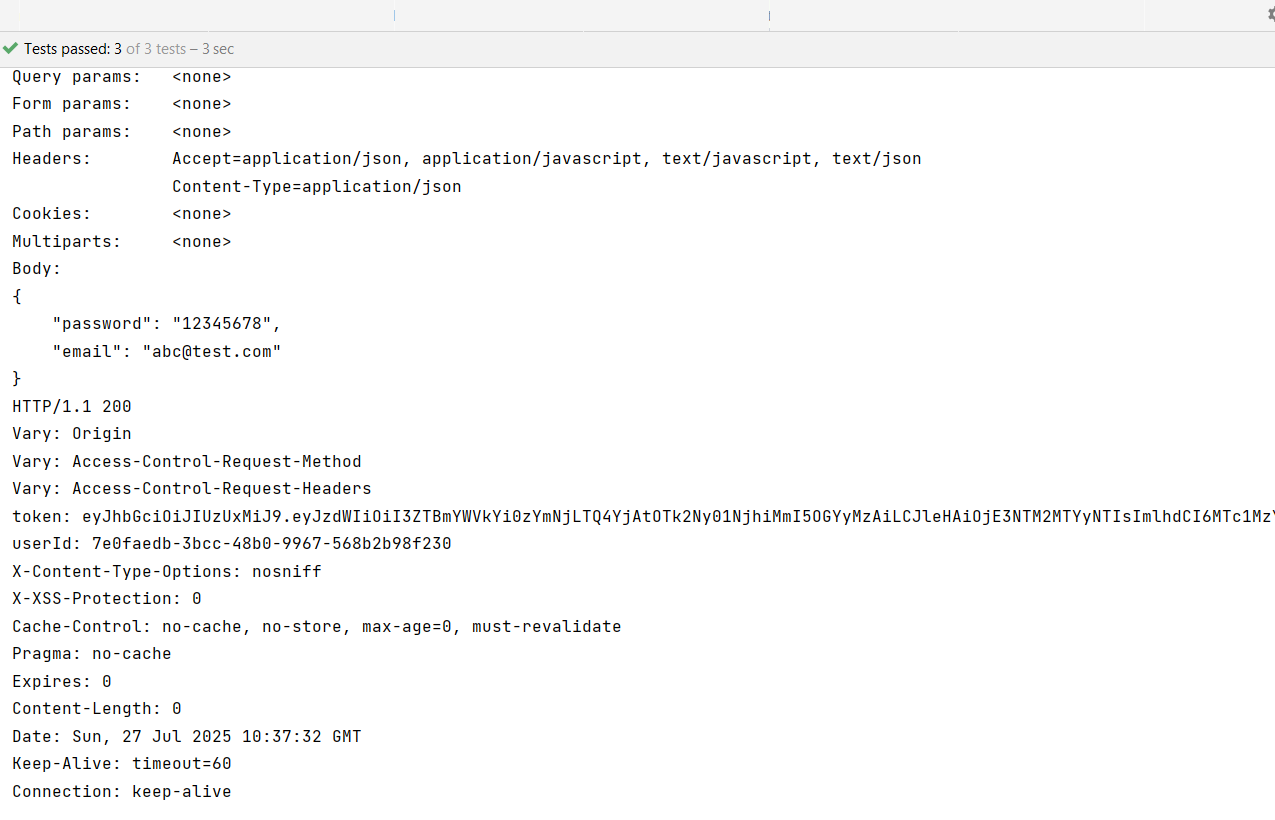 Tests passed: 3 of 3 tests – 3 sec
Query params:   <none>
Form params:    <none>
Path params:    <none>
Headers:        Accept=application/json, application/javascript, text/javascript, text/json
                Content-Type=application/json
Cookies:        <none>
Multiparts:     <none>
Body:
{
    "password": "12345678",
    "email": "abc@test.com"
}
HTTP/1.1 200
Vary: Origin
Vary: Access-Control-Request-Method
Vary: Access-Control-Request-Headers
token: eyJhbGciOiJIUzUxMiJ9.eyJzdWIiOiI3ZTBmYWVkYi0zYmNjLTQ4YjAtOTk2Ny01NjhiMmI5OGYyMzAiLCJleHAiOjE3NTM2MTYyNTIsImlhdCI6MTc1MzY
userId: 7e0faedb-3bcc-48b0-9967-568b2b98f230
X-Content-Type-Options: nosniff
X-XSS-Protection: 0
Cache-Control: no-cache, no-store, max-age=0, must-revalidate
Pragma: no-cache
Expires: 0
Content-Length: 0
Date: Sun, 27 Jul 2025 10:37:32 GMT
Keep-Alive: timeout=60
Connection: keep-alive